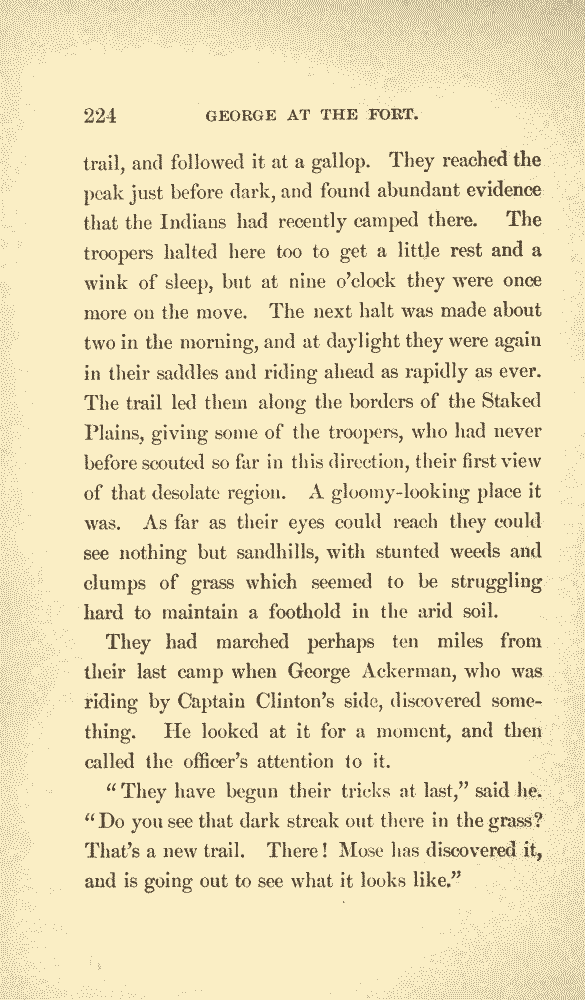 224 GEORGE AT THE FORT.
trail, and followed it at a gallop. They reached the
peak just before dark, and found abundant evidence
that the Indians had recently camped there. The
troopers halted here too to get a little rest and a
wink of sleep, but at nine o’clock they were once
more on the move. The next halt was made about
two in the morning, and at daylight they were again
in their saddles and riding ahead as rapidly as ever.
The trail led them along the borders of the Staked
Plains, giving some of the troopers, who had never
before scouted so far in this direction, their first view
of that desolate region. A gloomy-looking place it
was. As far as their eyes could reach they could
see nothing but sandhills, with stunted weeds and
clumps of grass which seemed to be struggling
hard to maintain a foothold in the arid soil.
They had marched perhaps ten miles from
their last camp when George Ackerman, who was
riding by Captain Clinton’s side, discovered some-
thing. He looked at it for a moment, and then
called the officer’s attention to it.
“They have begun their tricks at last,” said he.
“Do you see that dark streak out there in the grass?
That’s a new trail. There! Mose has discovered it,
and is going out to see what it looks like.”